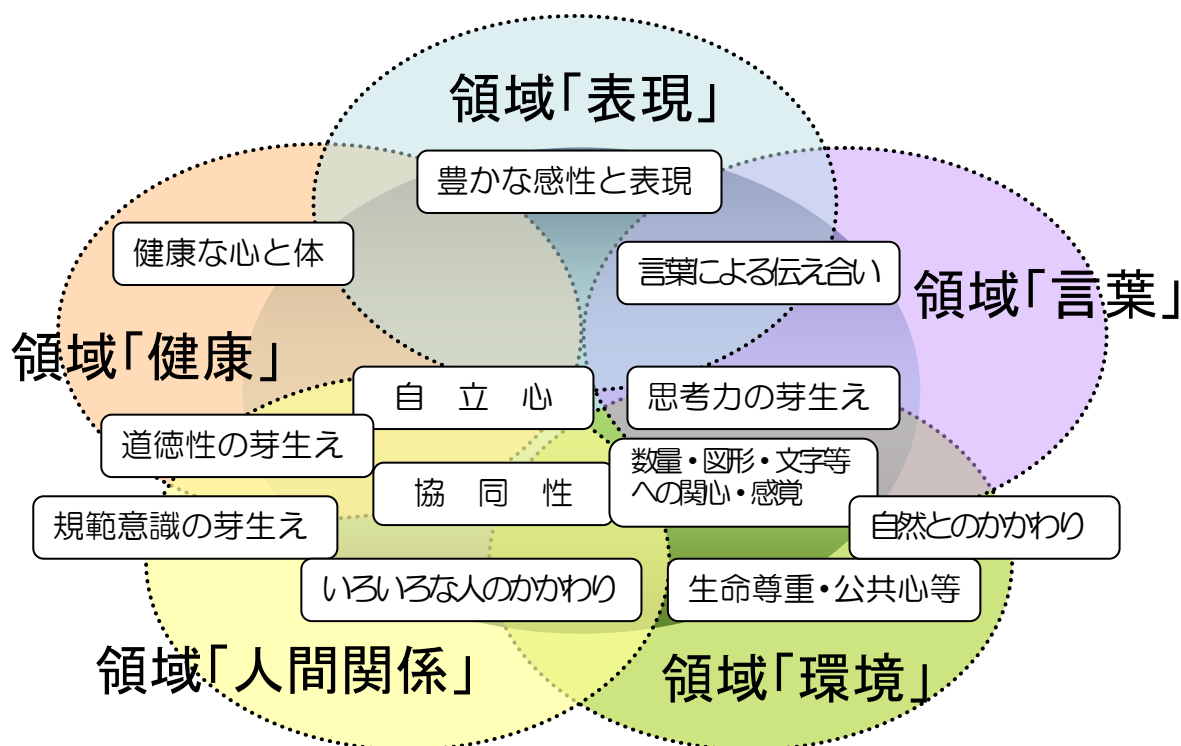 領域「表現」
豊かな感性と表現
健康な心と体
言葉による伝え合い
領域「言葉」
領域「健康」
自 立 心
思考力の芽生え
道徳性の芽生え
数量・図形・文字等
への関心・感覚
協 同 性
規範意識の芽生え
自然とのかかわり
いろいろな人のかかわり
生命尊重・公共心等
領域「人間関係」
領域「環境」